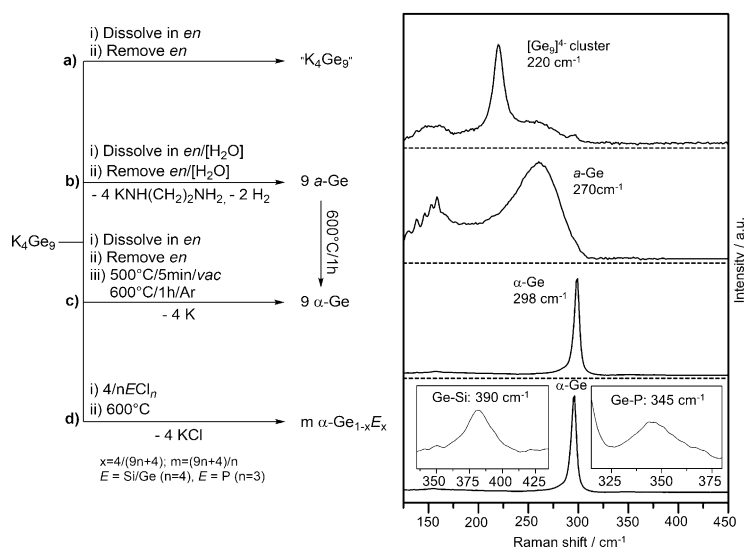 i) Dissolve in en
ii) Remove en
a)
"K₄Ge₉"
i) Dissolve in en/[H₂O]
ii) Remove en/[H₂O]
b)
9 a-Ge
- 4 KNH(CH₂)₂NH₂, - 2 H₂
600°C/1h
K₄Ge₉
i) Dissolve in en
ii) Remove en
iii) 500°C/5min/vac
600°C/1h/Ar
c)
9 α-Ge
- 4 K
i) 4/nEClₙ
ii) 600°C
d)
m α-Ge₁₋ₓEₓ
- 4 KCl
x=4/(9n+4); m=(9n+4)/n
E = Si/Ge (n=4), E = P (n=3)
[Ge₉]⁴⁻ cluster
220 cm⁻¹
a-Ge
270cm⁻¹
α-Ge
298 cm⁻¹
α-Ge
Ge-Si: 390 cm⁻¹
350 375 400 425
Ge-P: 345 cm⁻¹
325 350 375
150 200 250 300 350 400 450
Raman shift / cm⁻¹
Intensity / a.u.